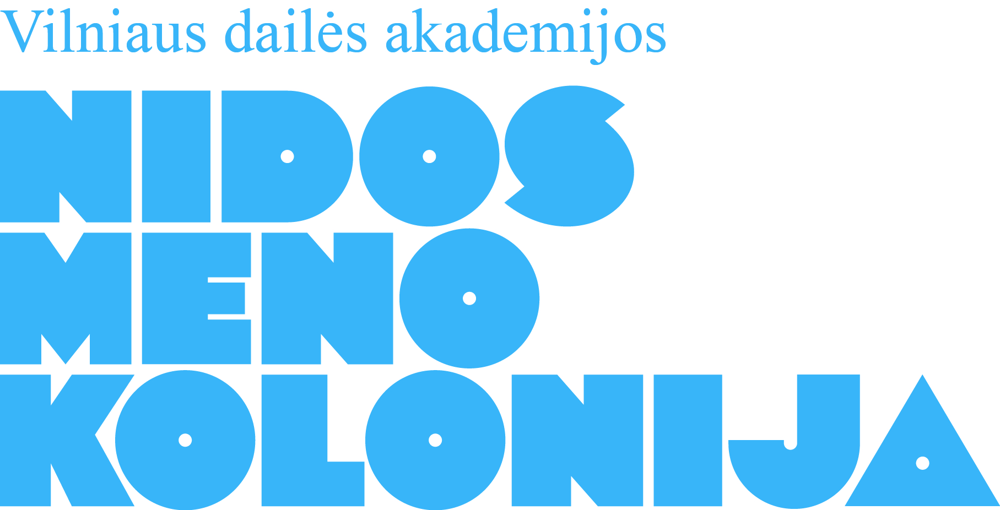 Vilniaus dailės akademijos
NIDOS
MENO
KOLONIJA